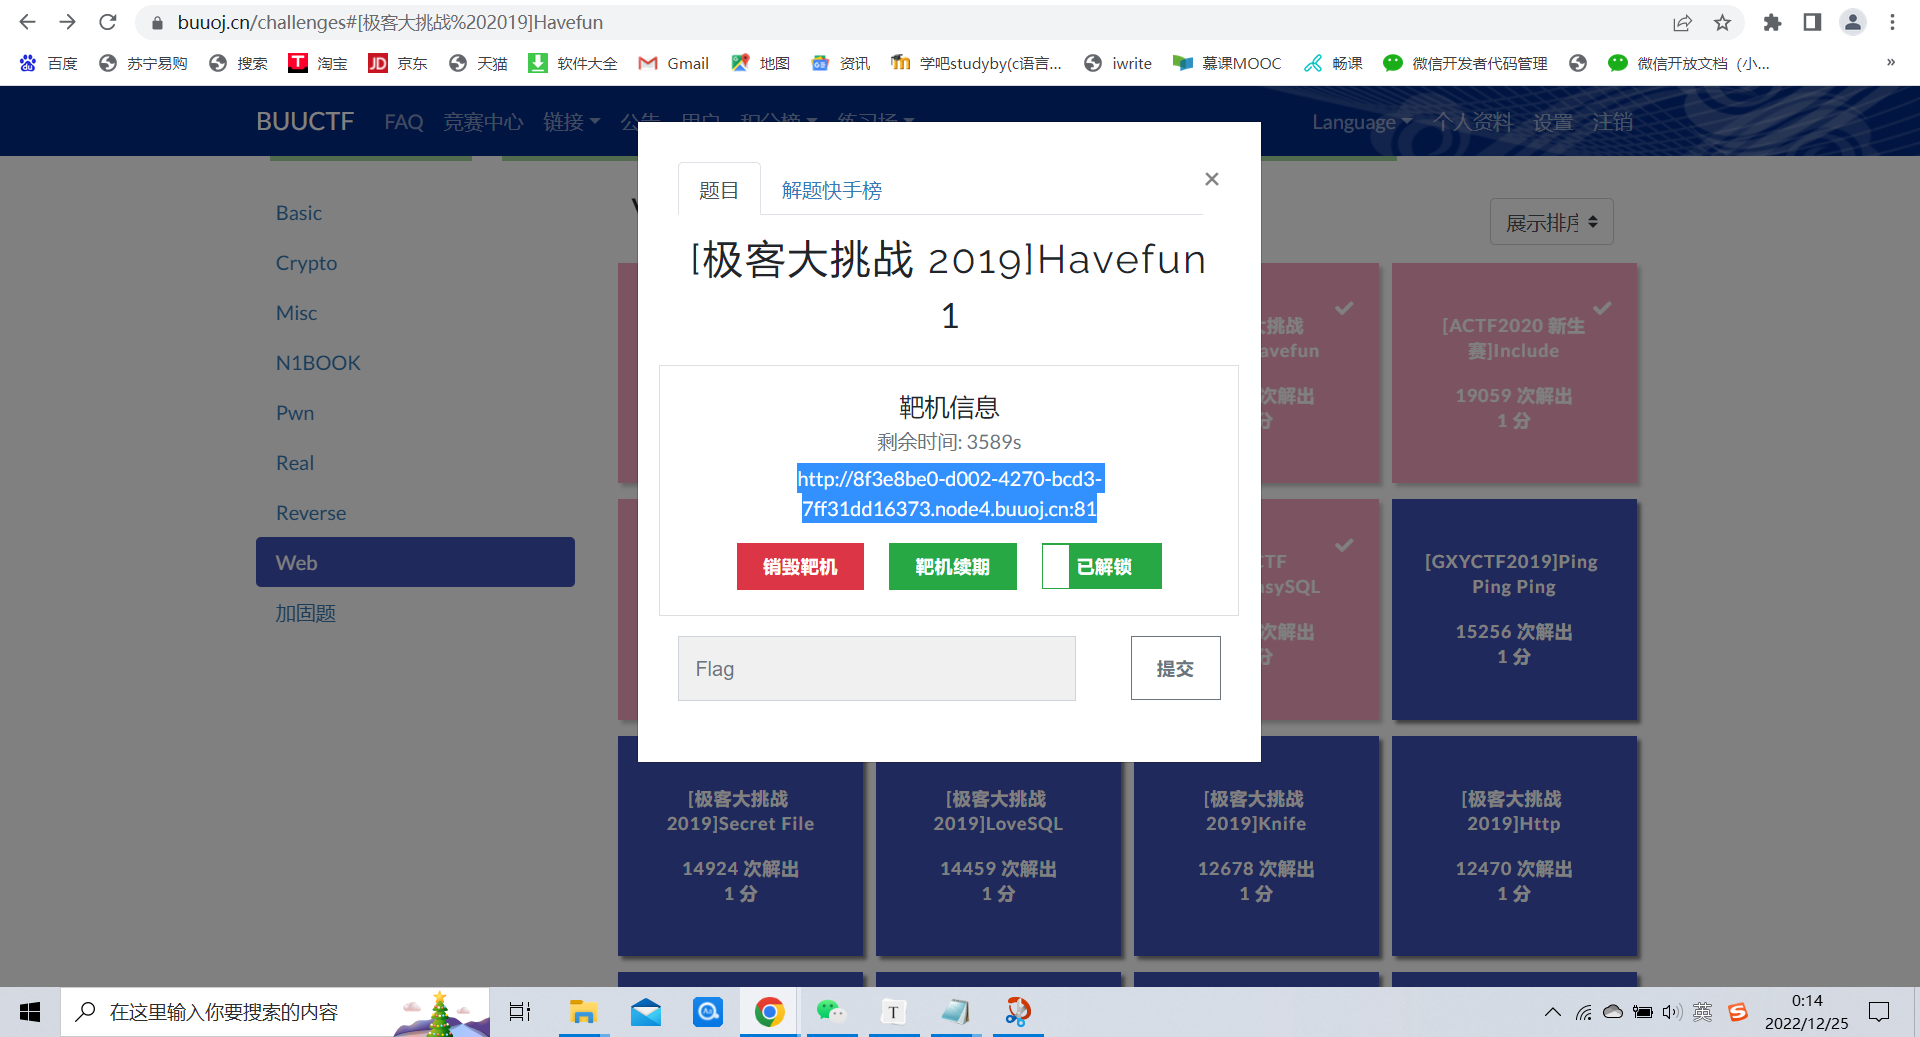 buuoj.cn/challenges#[极客大挑战%202019]Havefun
百度 苏宁易购 搜索 淘宝 京东 天猫 软件大全 Gmail 地图 资讯 学吧studyby(c语言... iwrite 慕课MOOC 畅课 微信开发者代码管理 微信开放文档（小... »
BUUCTF FAQ 竞赛中心 链接 公告 用户 积分榜 练习场 Language 个人资料 设置 注销
题目 解题快手榜 ×
[极客大挑战 2019]Havefun
1
靶机信息
剩余时间: 3589s
http://8f3e8be0-d002-4270-bcd3-
7ff31dd16373.node4.buuoj.cn:81
销毁靶机 靶机续期 已解锁
Flag 提交
Basic
Crypto
Misc
N1BOOK
Pwn
Real
Reverse
Web
加固题
展示排序
大挑战
avefun
次解出
分
[ACTF2020 新生
赛]Include
19059 次解出
1 分
CTF
asySQL
次解出
分
[GXYCTF2019]Ping
Ping Ping
15256 次解出
1 分
[极客大挑战
2019]Secret File
14924 次解出
1 分
[极客大挑战
2019]LoveSQL
14459 次解出
1 分
[极客大挑战
2019]Knife
12678 次解出
1 分
[极客大挑战
2019]Http
12470 次解出
1 分
在这里输入你要搜索的内容
英
0:14
2022/12/25